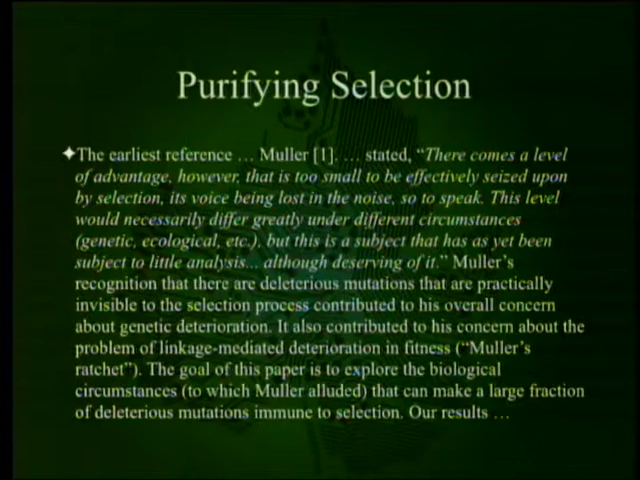 Purifying Selection
✦The earliest reference … Muller [1]. … stated, “There comes a level
of advantage, however, that is too small to be effectively seized upon
by selection, its voice being lost in the noise, so to speak. This level
would necessarily differ greatly under different circumstances
(genetic, ecological, etc.), but this is a subject that has as yet been
subject to little analysis... although deserving of it.” Muller’s
recognition that there are deleterious mutations that are practically
invisible to the selection process contributed to his overall concern
about genetic deterioration. It also contributed to his concern about the
problem of linkage-mediated deterioration in fitness (“Muller’s
ratchet”). The goal of this paper is to explore the biological
circumstances (to which Muller alluded) that can make a large fraction
of deleterious mutations immune to selection. Our results …